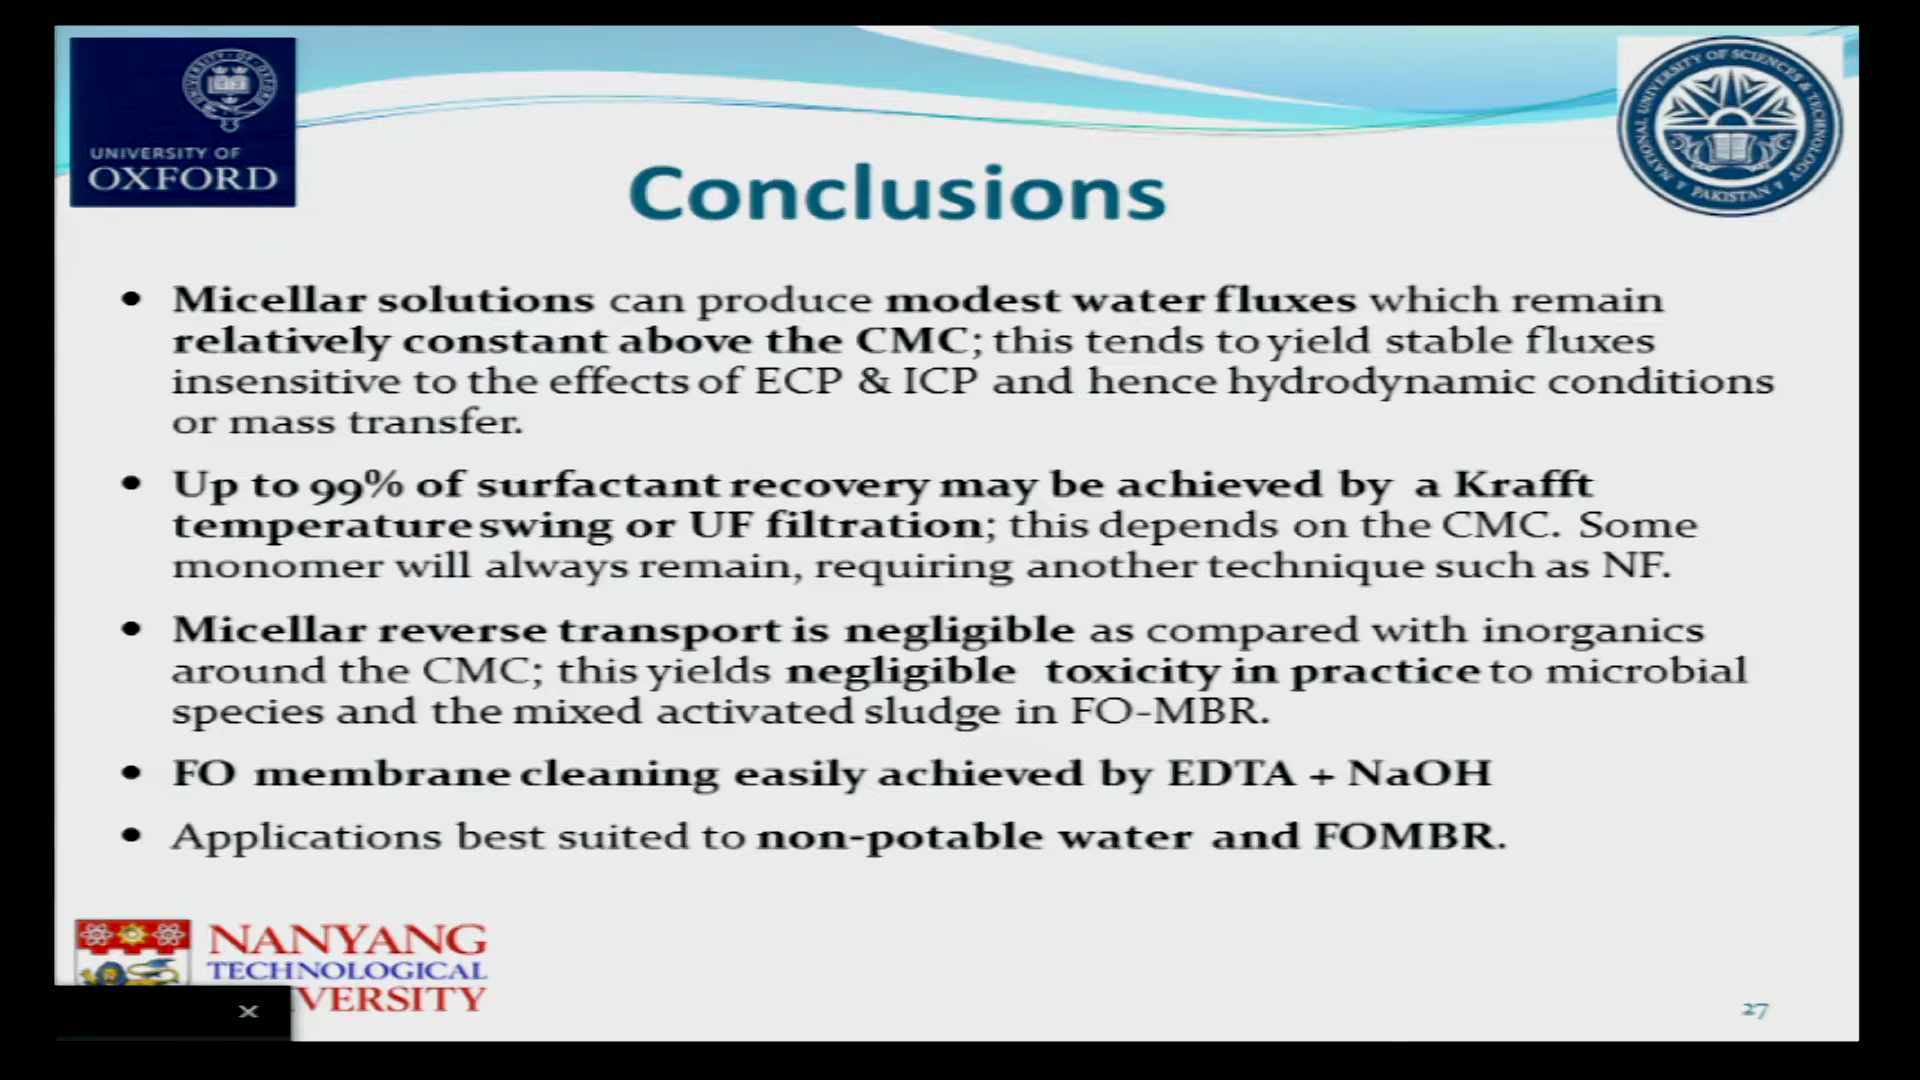 UNIVERSITY OF
OXFORD
NATIONAL UNIVERSITY OF SCIENCES & TECHNOLOGY
PAKISTAN
Conclusions
• Micellar solutions can produce modest water fluxes which remain
relatively constant above the CMC; this tends to yield stable fluxes
insensitive to the effects of ECP & ICP and hence hydrodynamic conditions
or mass transfer.
• Up to 99% of surfactant recovery may be achieved by a Krafft
temperature swing or UF filtration; this depends on the CMC. Some
monomer will always remain, requiring another technique such as NF.
• Micellar reverse transport is negligible as compared with inorganics
around the CMC; this yields negligible toxicity in practice to microbial
species and the mixed activated sludge in FO-MBR.
• FO membrane cleaning easily achieved by EDTA + NaOH
• Applications best suited to non-potable water and FOMBR.
NANYANG
TECHNOLOGICAL
VERSITY
27